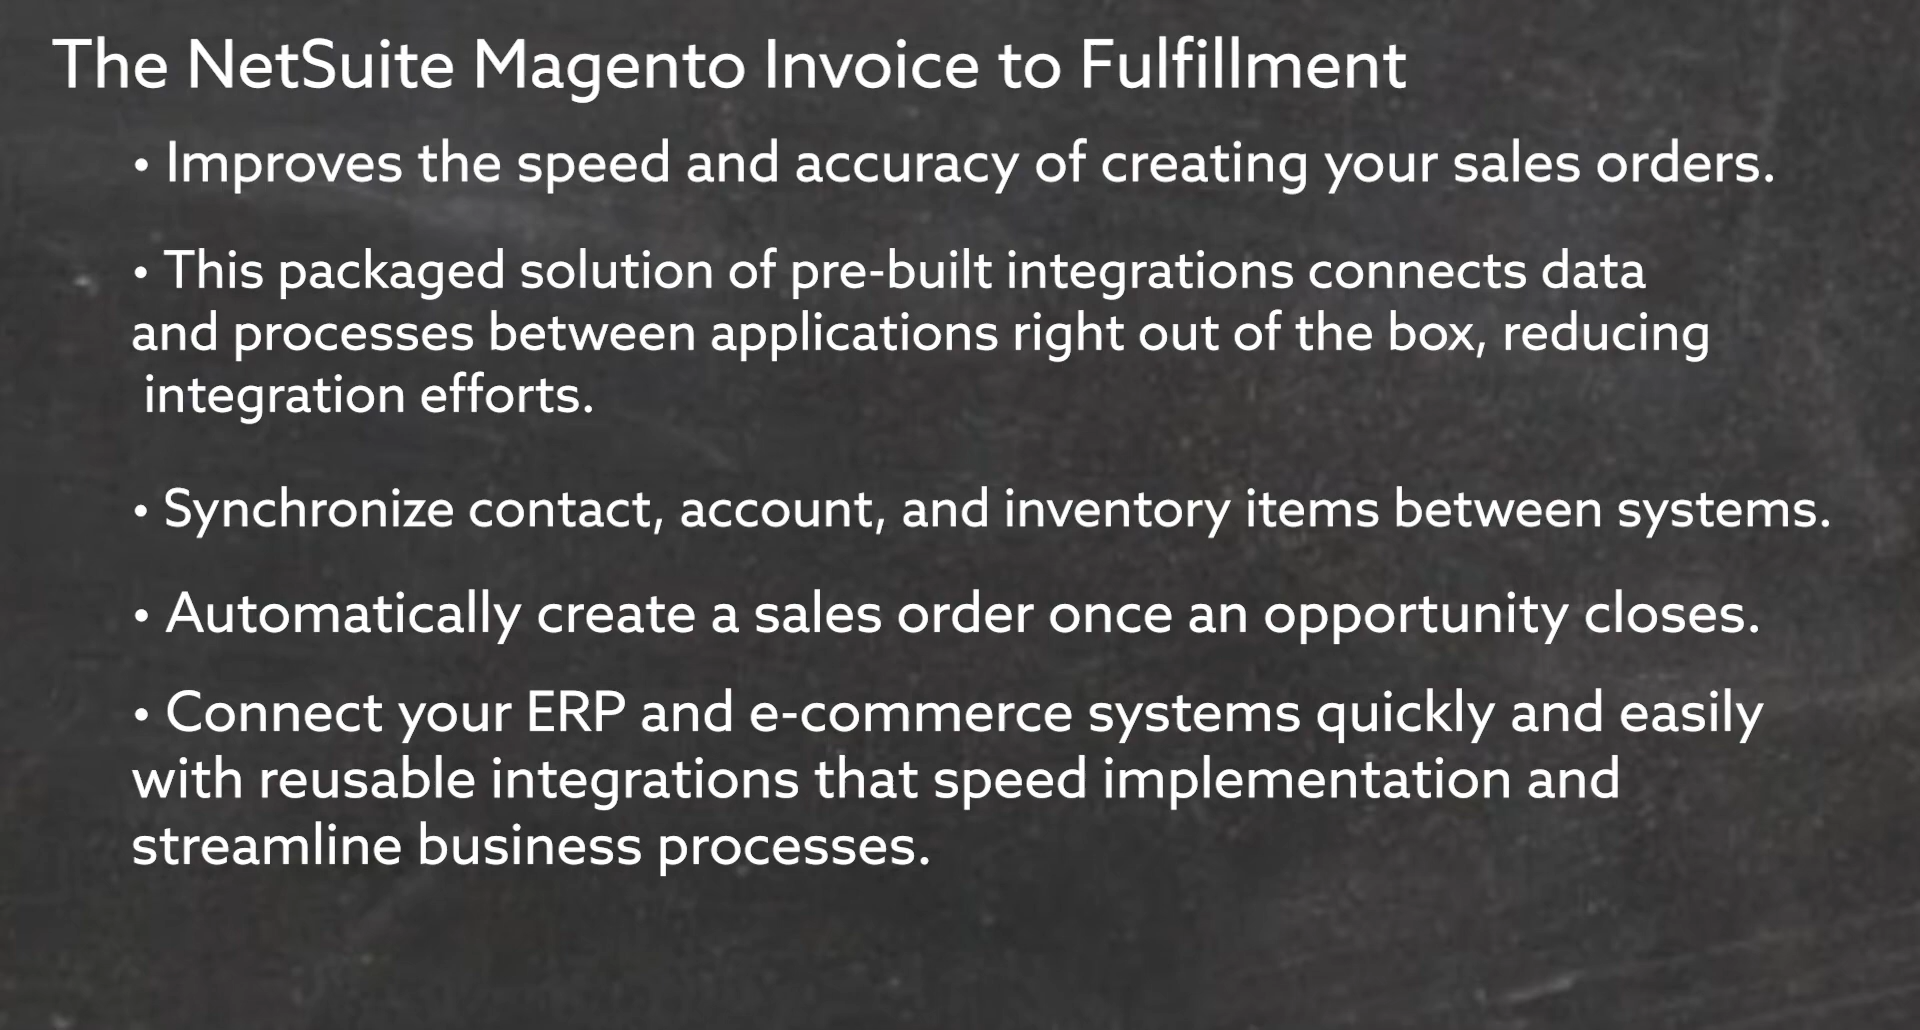 The NetSuite Magento Invoice to Fulfillment
• Improves the speed and accuracy of creating your sales orders.
• This packaged solution of pre-built integrations connects data
and processes between applications right out of the box, reducing
integration efforts.
• Synchronize contact, account, and inventory items between systems.
• Automatically create a sales order once an opportunity closes.
• Connect your ERP and e-commerce systems quickly and easily
with reusable integrations that speed implementation and
streamline business processes.